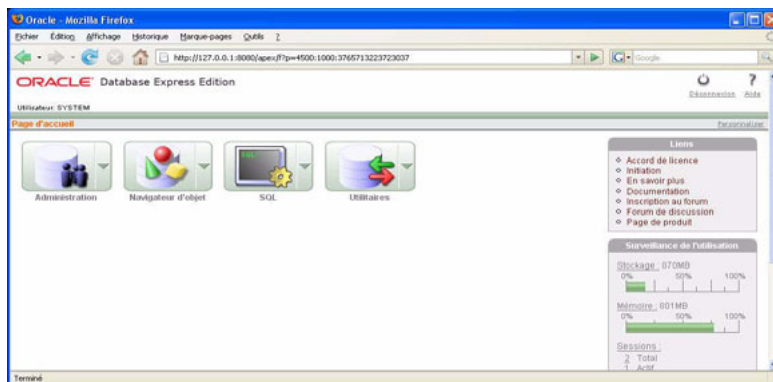 Oracle - Mozilla Firefox
Fichier Édition Affichage Historique Marque-pages Outils ?
http://127.0.0.1:8080/apex/f?p=4500:1000:3765713223723037
Google
ORACLE Database Express Edition
Déconnexion Aide
Utilisateur: SYSTEM
Page d'accueil
Personnaliser
Administration
Navigateur d'objet
SQL
Utilitaires
Liens
Accord de licence
Initiation
En savoir plus
Documentation
Inscription au forum
Forum de discussion
Page de produit
Surveillance de l'utilisation
Stockage : 070MB
0% 50% 100%
Mémoire : 001MB
0% 50% 100%
Sessions :
2 Total
1 Actif
Terminé